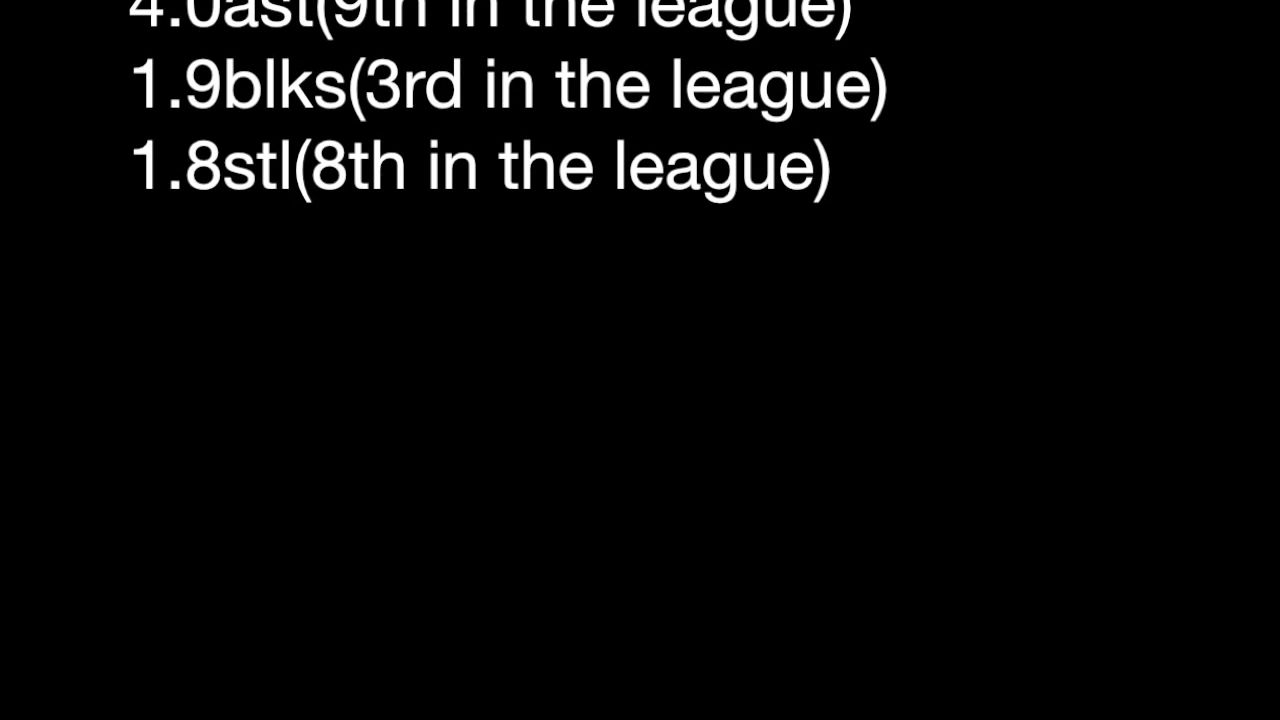 4.0ast(9th in the league)
1.9blks(3rd in the league)
1.8stl(8th in the league)